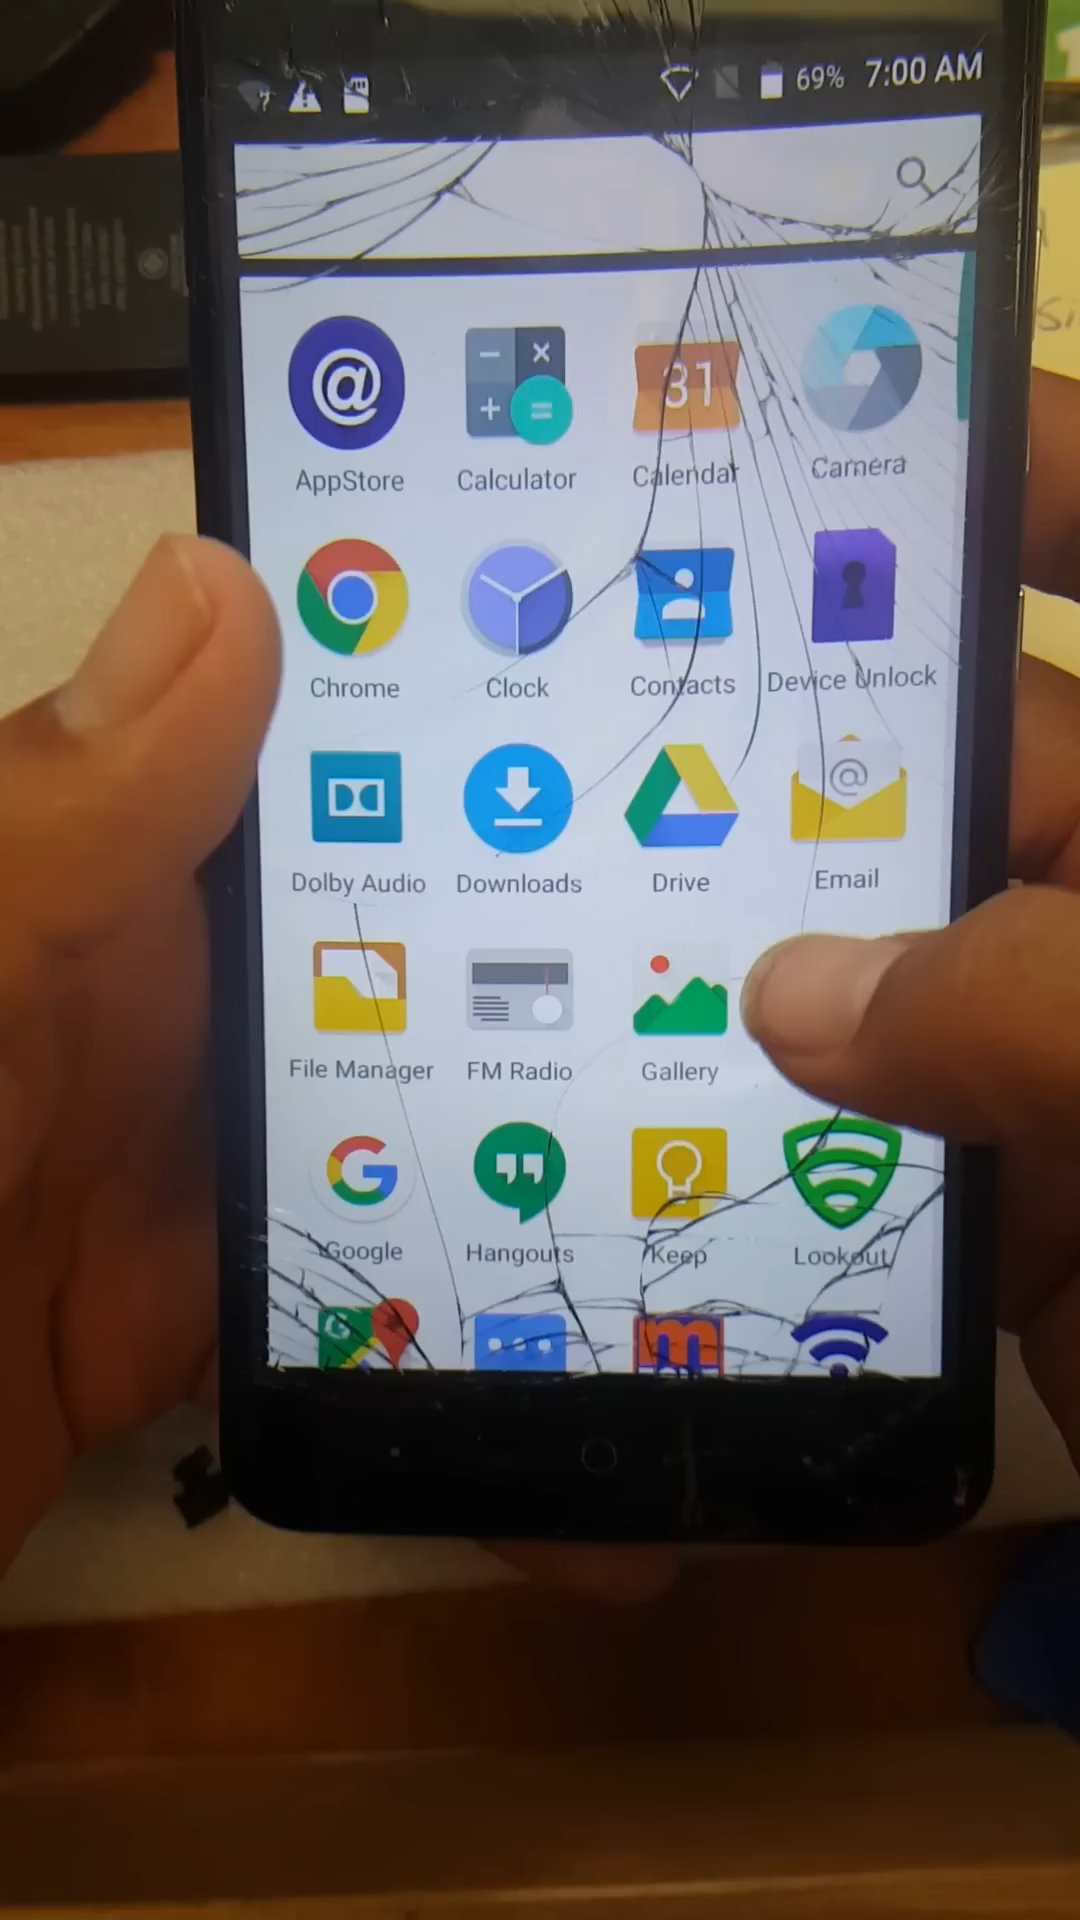 69% 7:00 AM
31
AppStore Calculator Calendar Camera
Chrome Clock Contacts Device Unlock
@
Dolby Audio Downloads Drive Email
File Manager FM Radio Gallery
G
Google Hangouts Keep Lookout
G m